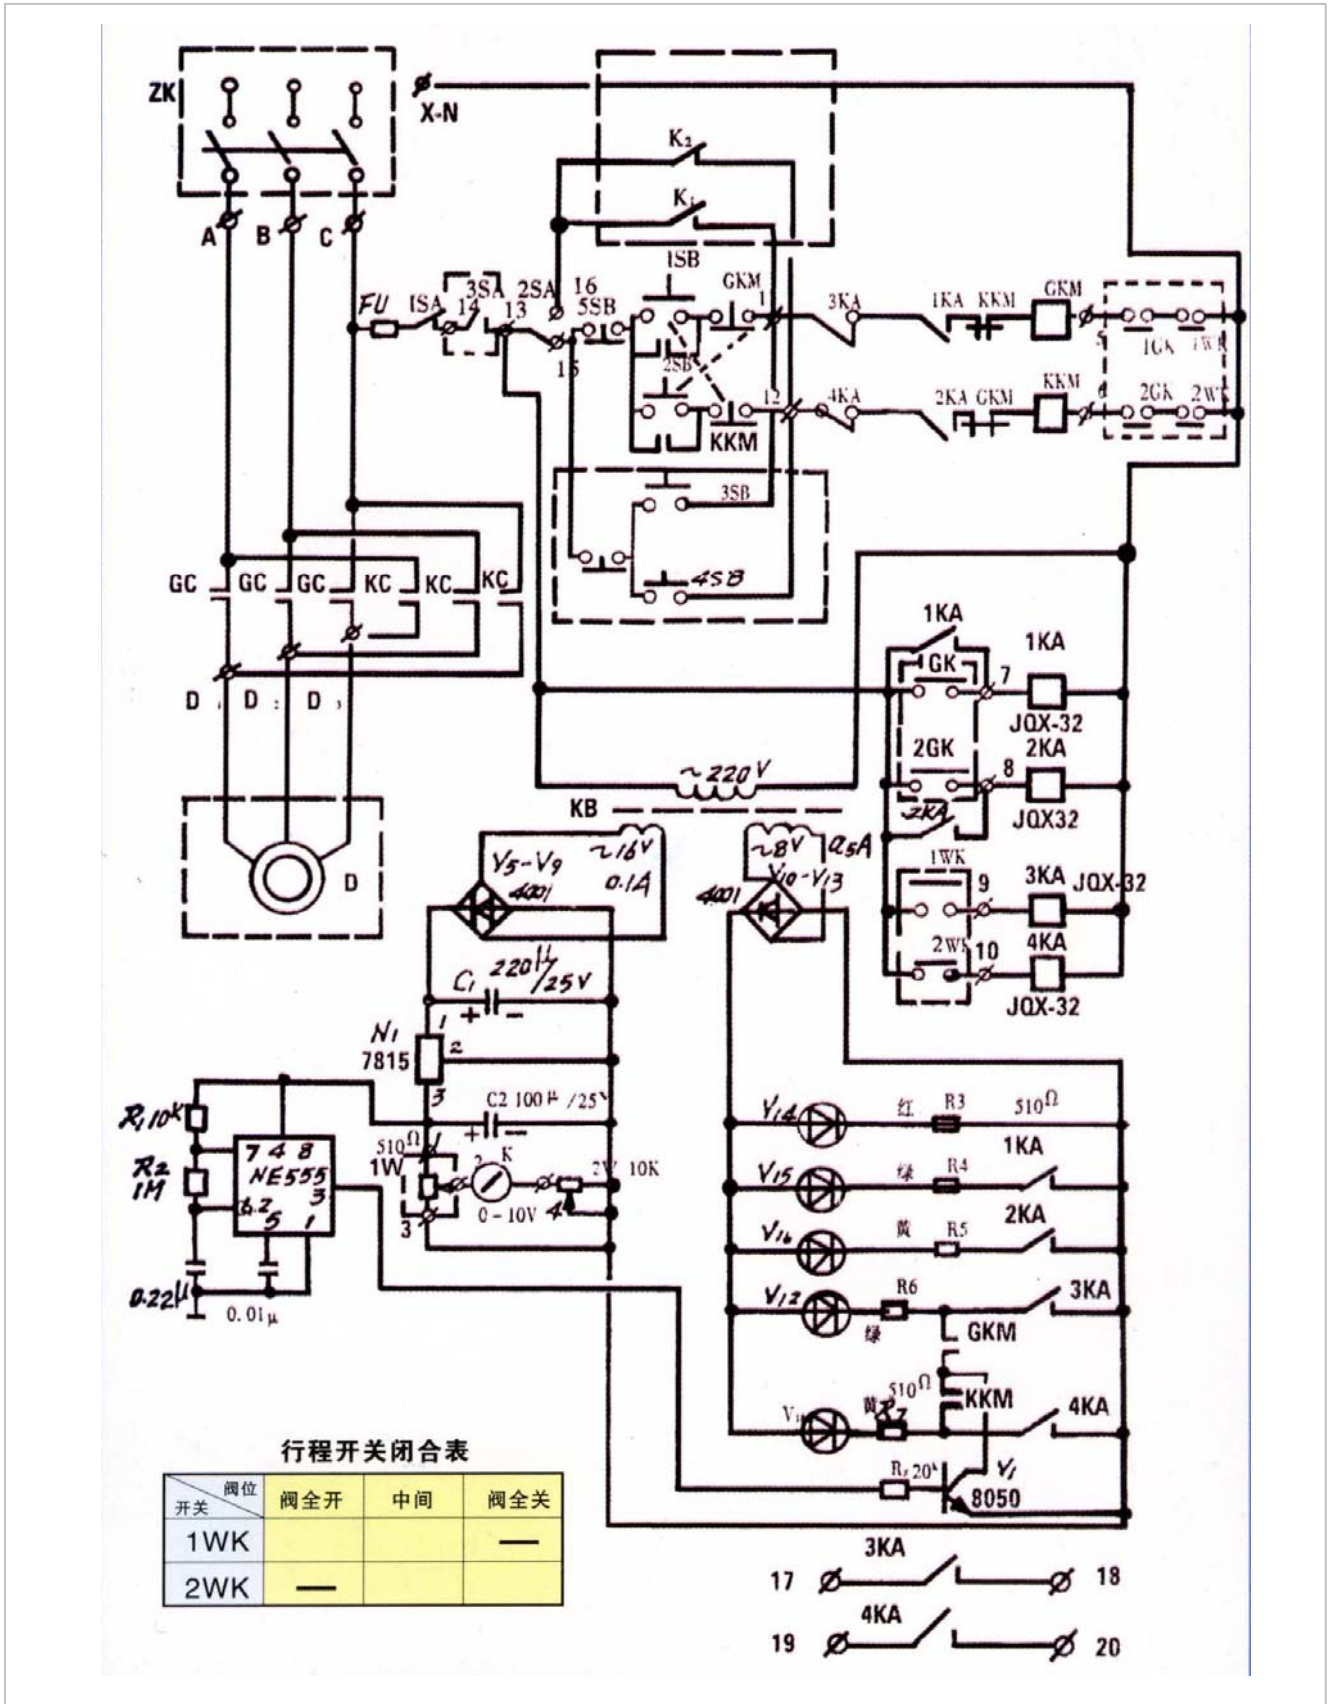 ZK
X-N
K₂
K₁
A
B
C
1SB
FU
1SA
3SA
14
13
2SA
16
5SB
GKM
1
3KA
1KA
KKM
GKM
5
1GK
1WK
15
2SB
12
4KA
2KA
GKM
KKM
6
2GK
2WK
KKM
3SB
4SB
GC
GC
GC
KC
KC
KC
D
D ₂
D ₃
D
1KA
GK
7
1KA
JQX-32
2GK
8
2KA
JQX32
2KA
1WK
9
3KA
JQX-32
2WK
10
4KA
JQX-32
~220V
KB
~16V
0.1A
~8V
0.5A
V5-V9
4001
V10-V13
4001
C1
220μ/25V
+
−
N1
7815
1
2
3
C2 100μ/25V
+
−
R1 10K
R2
1M
7 4 8
NE555
3
6.2
5
1
0.22μ
0.01μ
510Ω
1W
1
2
K
3
0-10V
4
2W 10K
V14
红
R3
510Ω
V15
绿
R4
1KA
V16
黄
R5
2KA
V12
绿
R6
3KA
GKM
510Ω
KKM
黄
R7
4KA
20k
V1
8050
行程开关闭合表
阀位
开关
阀全开
中间
阀全关
1WK
—
2WK
—
17
3KA
18
19
4KA
20